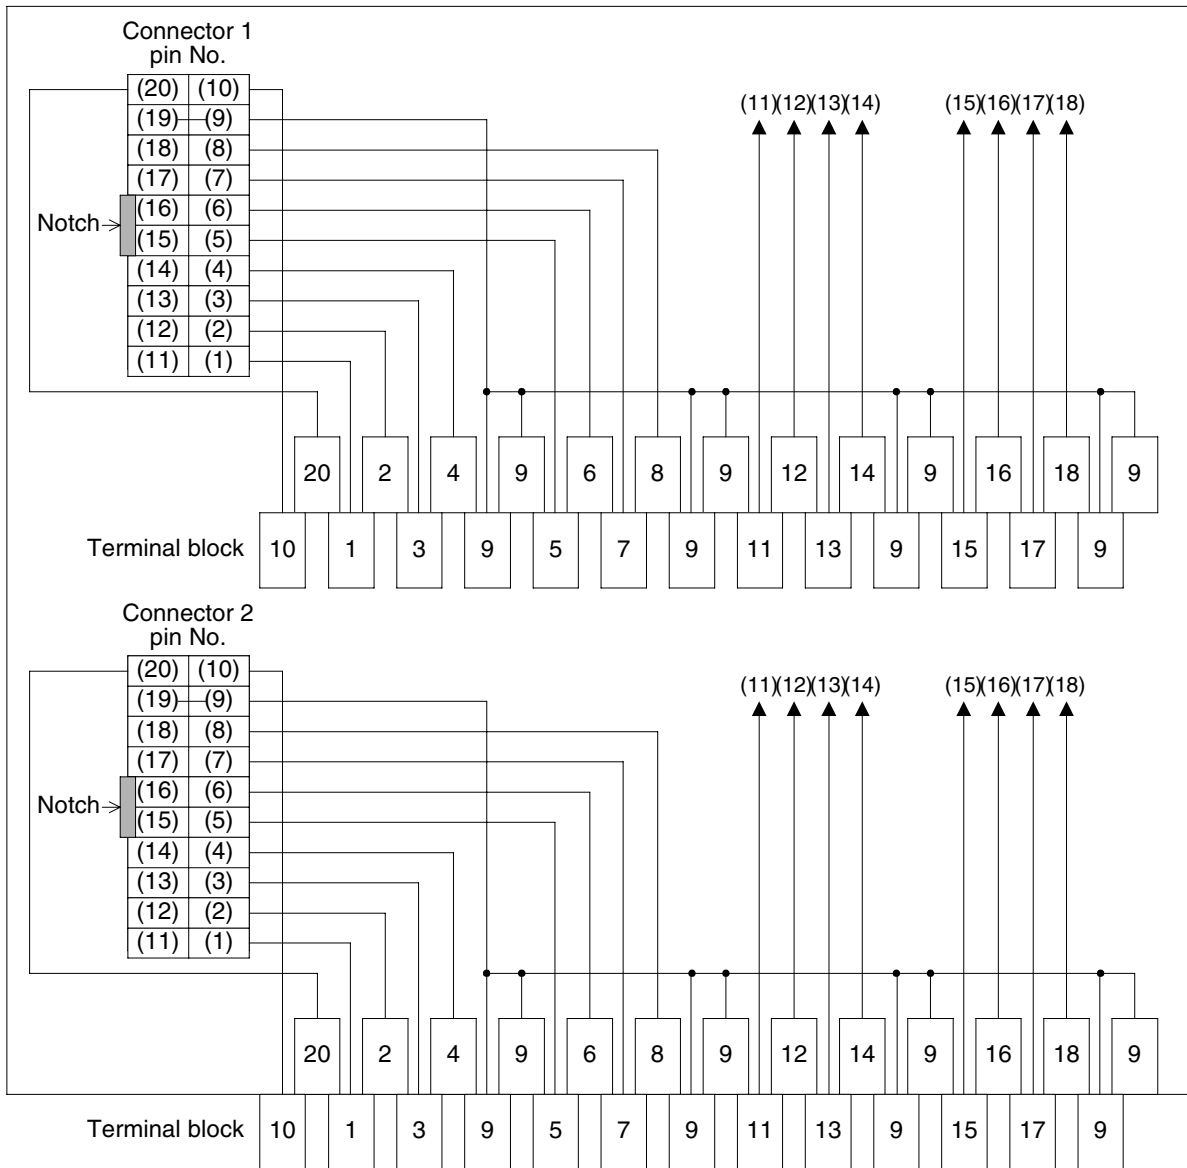 Connector 1
pin No.
(20) (10)
(19) (9)
(18) (8)
(17) (7)
(16) (6)
(15) (5)
(14) (4)
(13) (3)
(12) (2)
(11) (1)
Notch
(11)(12)(13)(14) (15)(16)(17)(18)
20 2 4 9 6 8 9 12 14 9 16 18 9
Terminal block 10 1 3 9 5 7 9 11 13 9 15 17 9
Connector 2
pin No.
(20) (10)
(19) (9)
(18) (8)
(17) (7)
(16) (6)
(15) (5)
(14) (4)
(13) (3)
(12) (2)
(11) (1)
Notch
(11)(12)(13)(14) (15)(16)(17)(18)
20 2 4 9 6 8 9 12 14 9 16 18 9
Terminal block 10 1 3 9 5 7 9 11 13 9 15 17 9